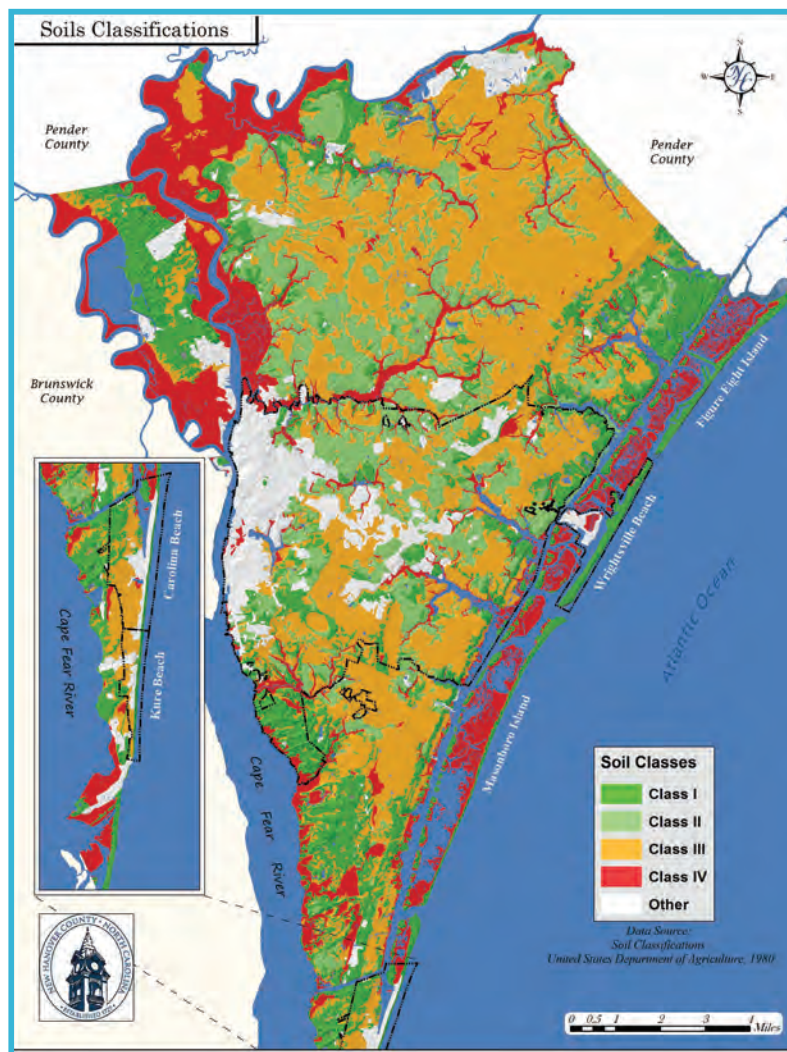 Soils Classifications
N
W
NH
E
S
Pender
County
Pender
County
Brunswick
County
Figure Eight Island
Wrightsville Beach
Carolina Beach
Kure Beach
Cape Fear River
Atlantic Ocean
Masonboro Island
Cape Fear River
Soil Classes
Class I
Class II
Class III
Class IV
Other
Data Source:
Soil Classifications
United States Department of Agriculture, 1980
NEW HANOVER COUNTY • NORTH CAROLINA
ESTABLISHED 1729
0 0.5 1 2 3 4
Miles